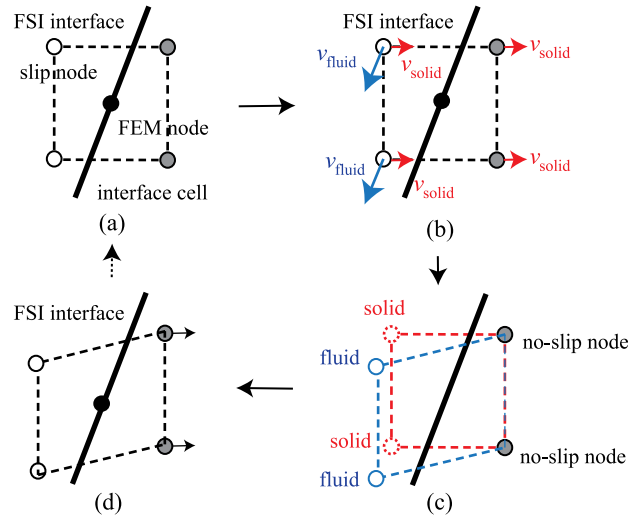 FSI interface
slip node
FEM node
interface cell
(a)
FSI interface
v_fluid
v_solid
v_solid
v_fluid
v_solid
v_solid
(b)
solid
fluid
no-slip node
solid
no-slip node
fluid
(c)
FSI interface
(d)